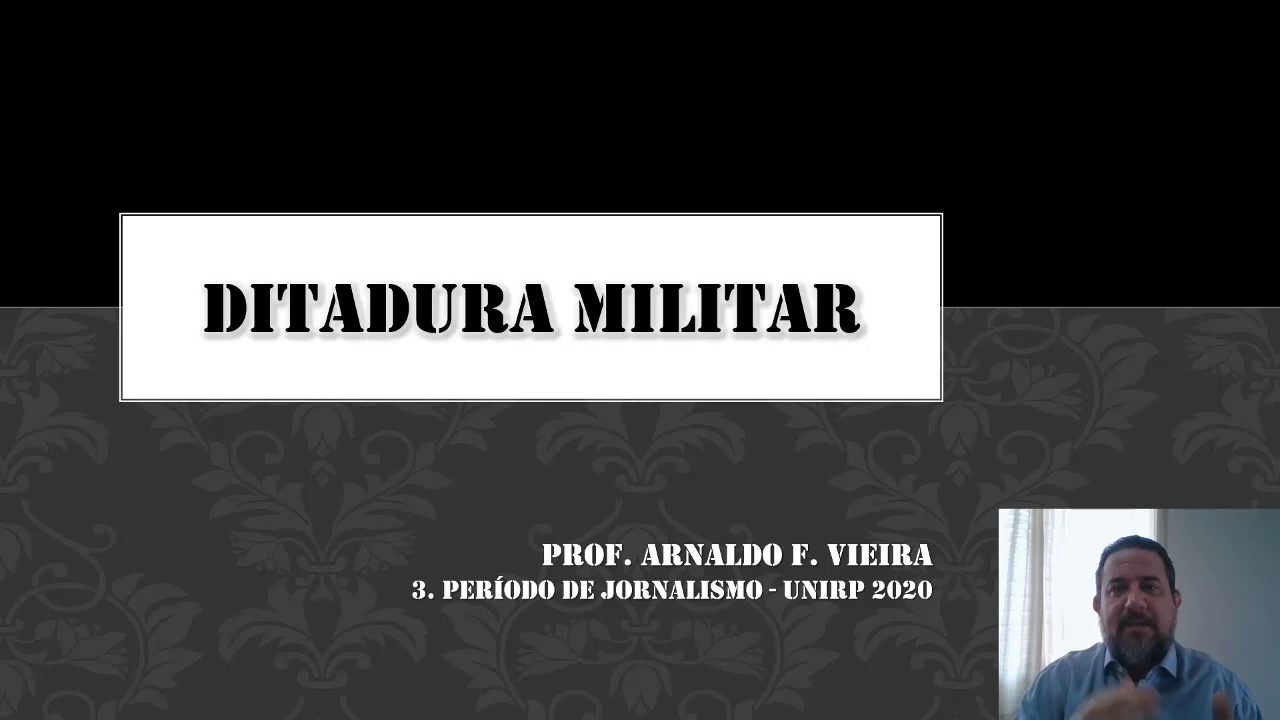 DITADURA MILITAR
PROF. ARNALDO F. VIEIRA
3. PERÍODO DE JORNALISMO - UNIRP 2020